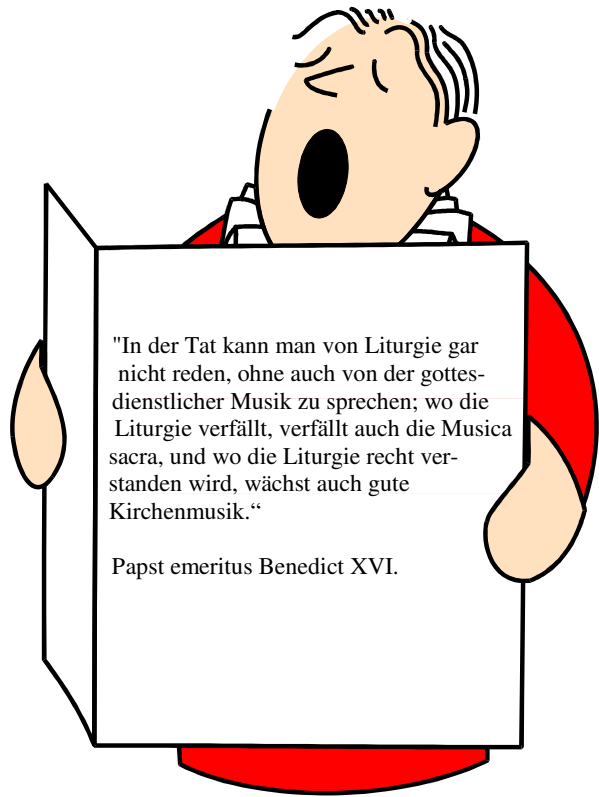 "In der Tat kann man von Liturgie gar
nicht reden, ohne auch von der gottes-
dienstlicher Musik zu sprechen; wo die
Liturgie verfällt, verfällt auch die Musica
sacra, und wo die Liturgie recht ver-
standen wird, wächst auch gute
Kirchenmusik.“
Papst emeritus Benedict XVI.